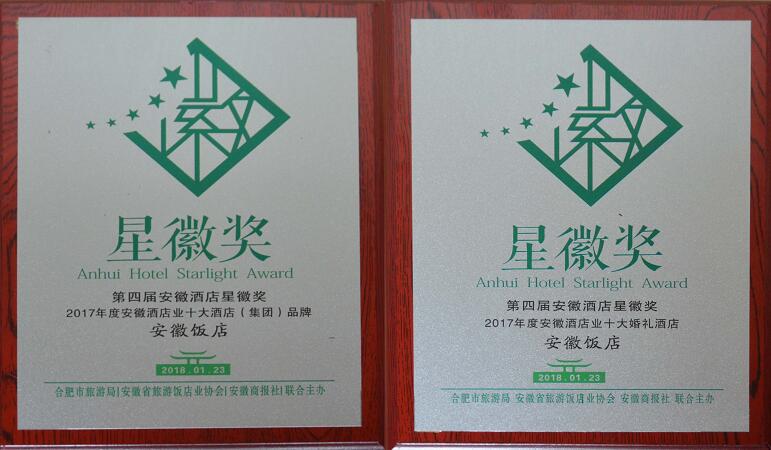 星徽奖
Anhui Hotel Starlight Award
第四届安徽酒店星徽奖
2017年度安徽酒店业十大酒店（集团）品牌
安徽饭店
2018.01.23
合肥市旅游局|安徽省旅游饭店业协会|安徽商报社|联合主办
星徽奖
Anhui Hotel Starlight Award
第四届安徽酒店星徽奖
2017年度安徽酒店业十大婚礼酒店
安徽饭店
2018.01.23
合肥市旅游局 安徽省旅游饭店业协会 安徽商报社 联合主办